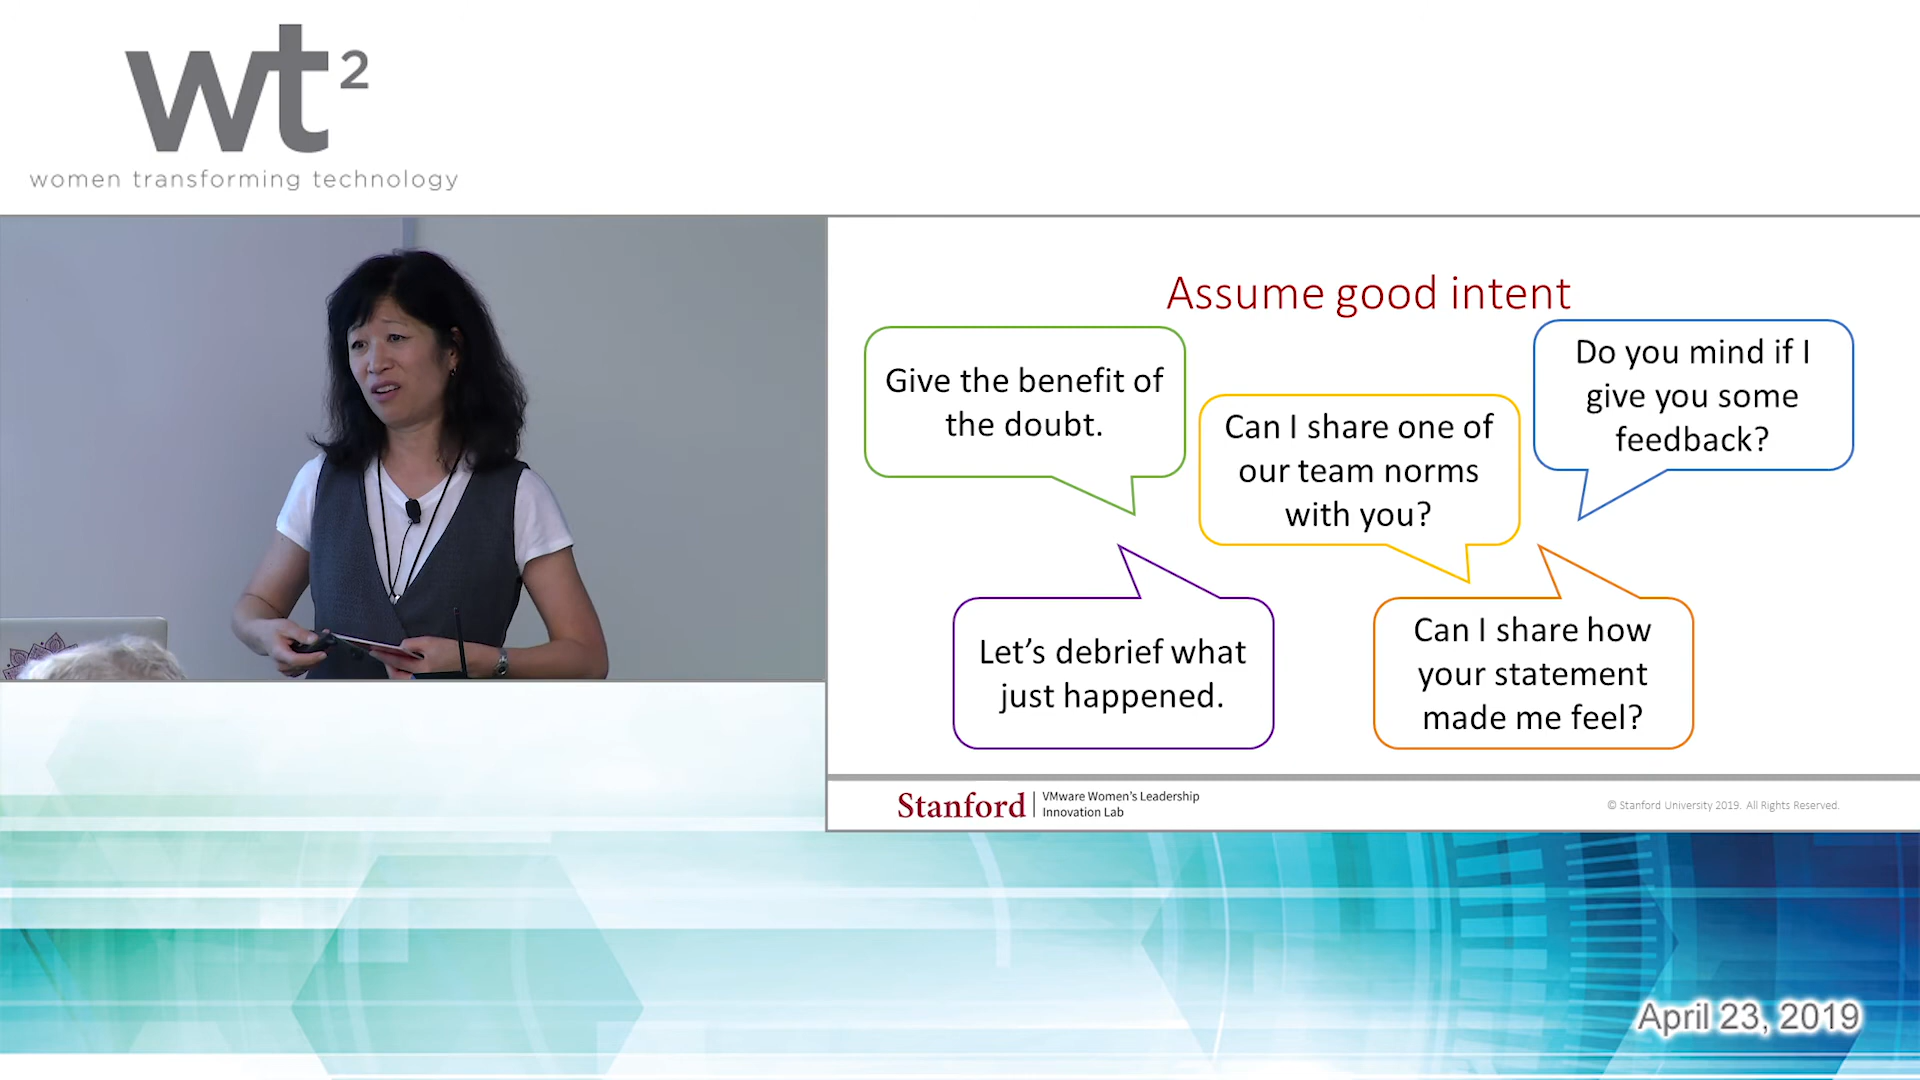 wt²
women transforming technology
Assume good intent
Give the benefit of
the doubt.
Can I share one of
our team norms
with you?
Do you mind if I
give you some
feedback?
Let's debrief what
just happened.
Can I share how
your statement
made me feel?
Stanford
VMware Women's Leadership
Innovation Lab
© Stanford University 2019. All Rights Reserved.
April 23, 2019